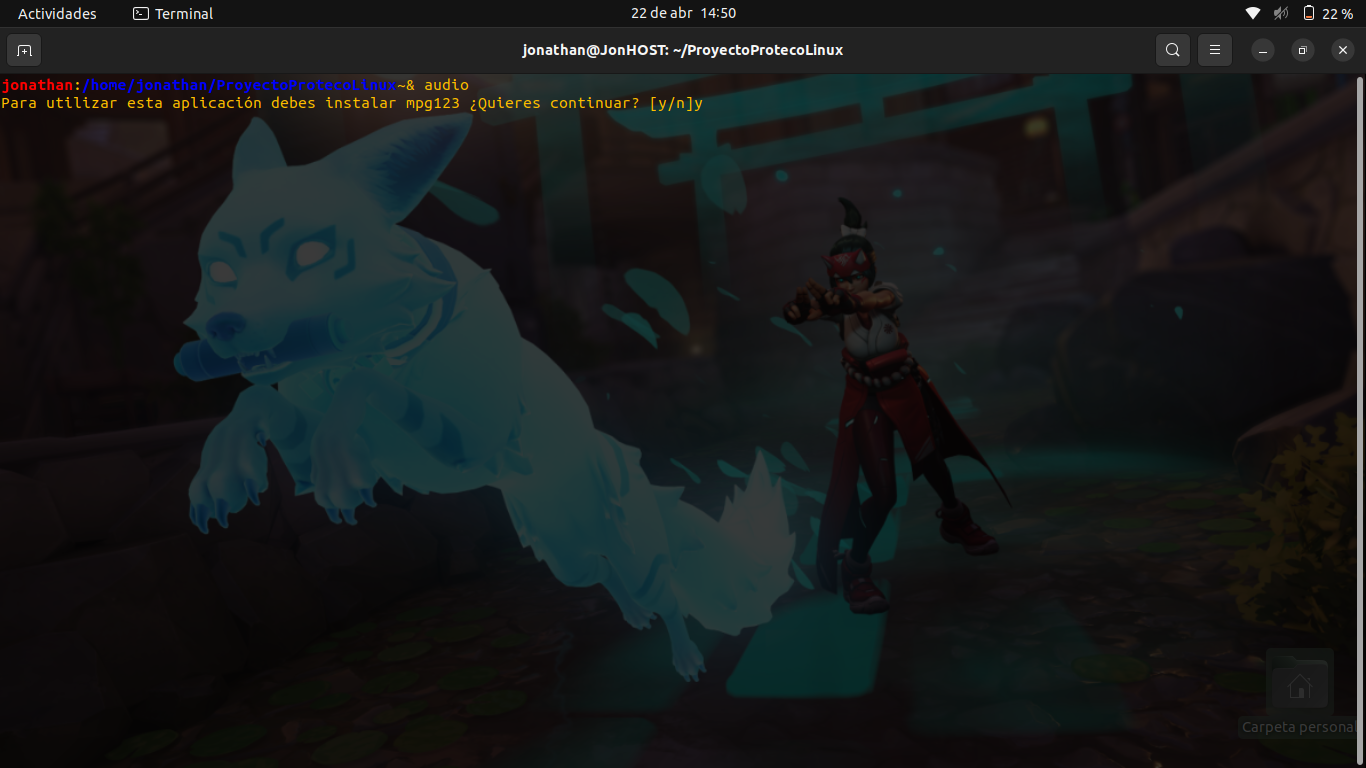 Actividades Terminal 22 de abr 14:50 22 %
jonathan@JonHOST: ~/ProyectoProtecoLinux
jonathan:/home/jonathan/ProyectoProtecoLinux~& audio
Para utilizar esta aplicación debes instalar mpg123 ¿Quieres continuar? [y/n]y
Carpeta personal